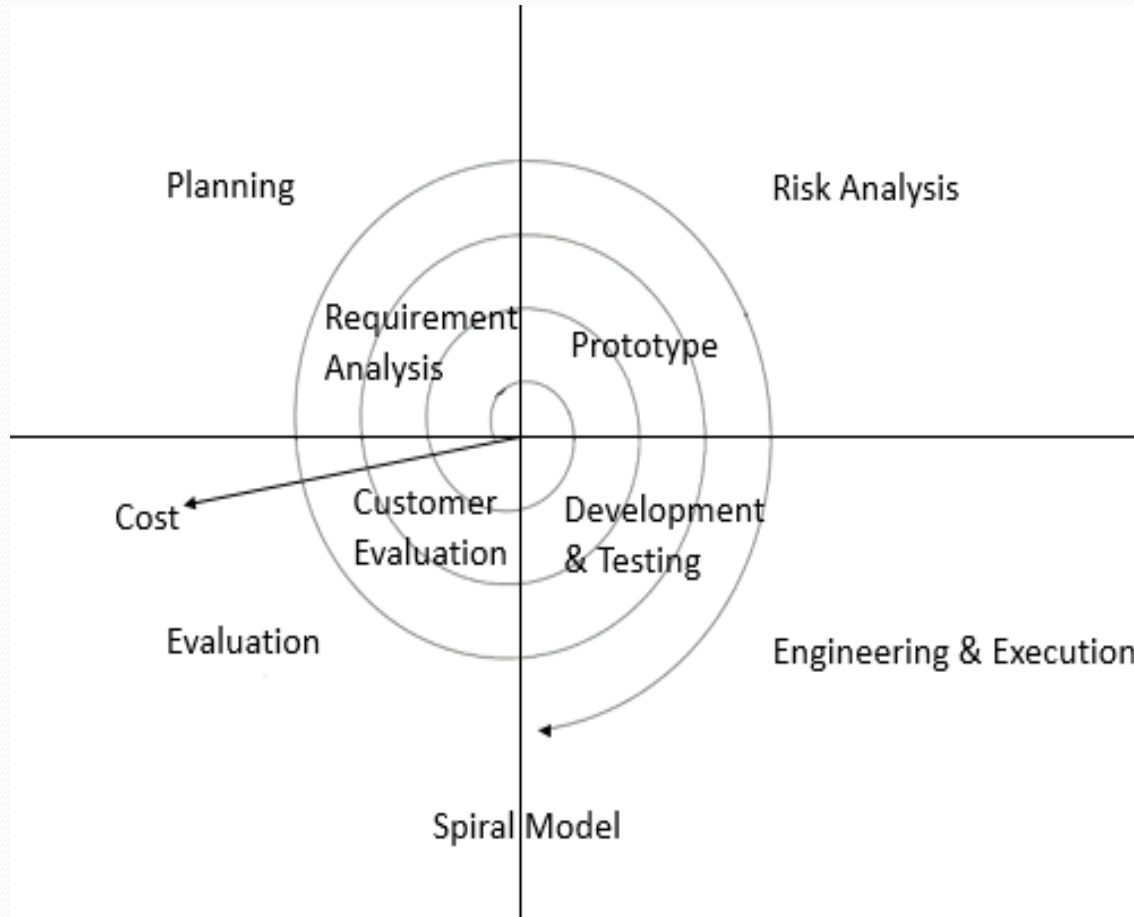 Planning
Risk Analysis
Requirement
Analysis
Prototype
Cost
Customer
Evaluation
Development
& Testing
Evaluation
Engineering & Execution
Spiral Model